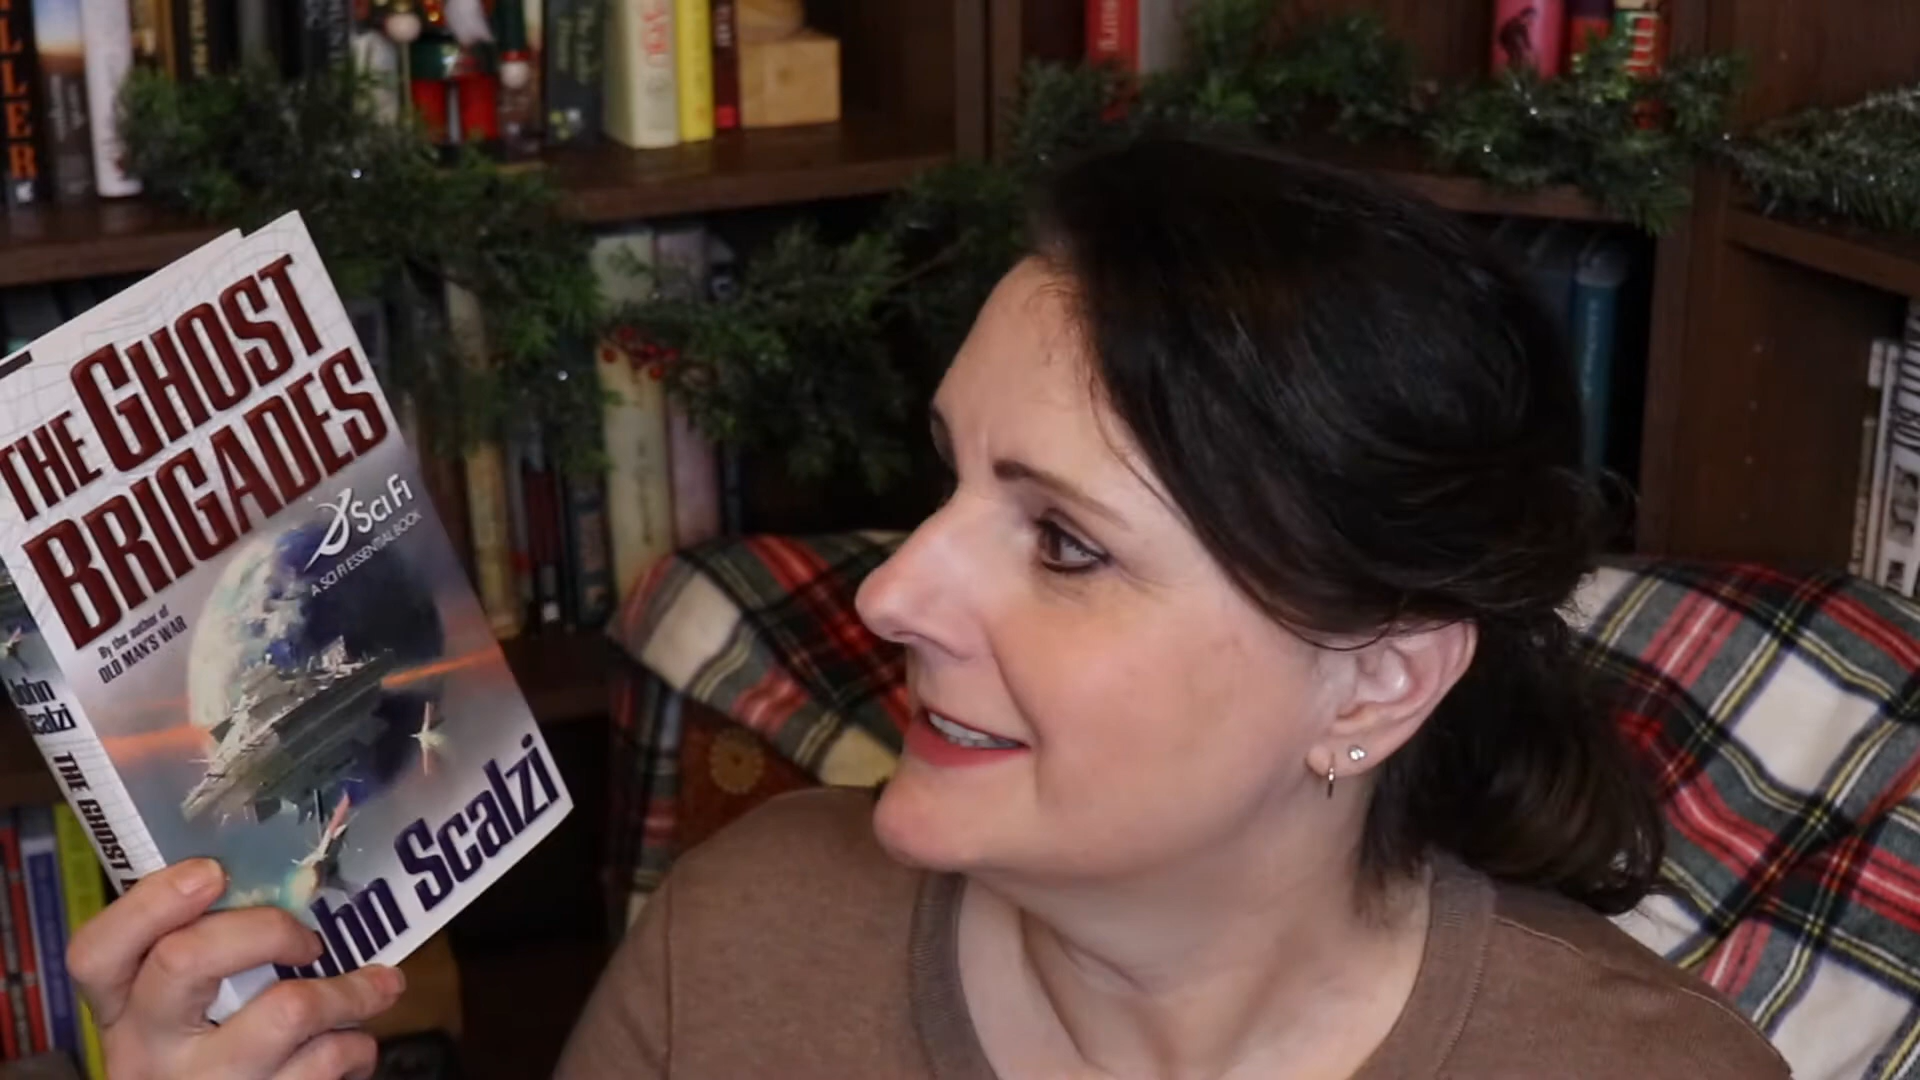 THE GHOST
BRIGADES
SCI FI
A SCI FI ESSENTIAL BOOK
By the author of
OLD MAN'S WAR
John Scalzi
John
Scalzi
THE GHOST